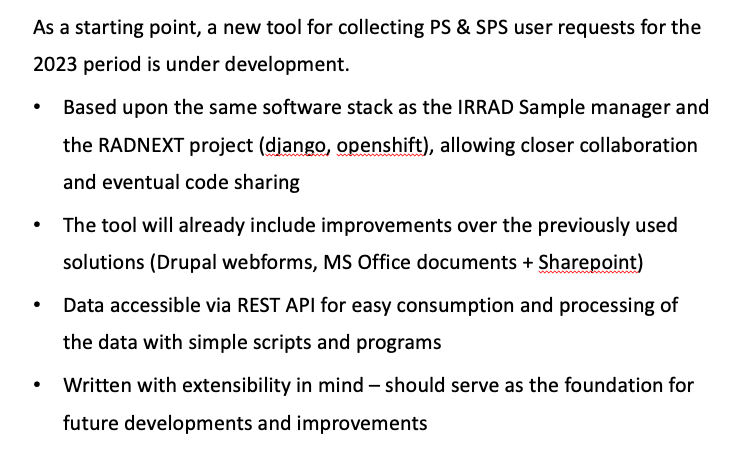 As a starting point, a new tool for collecting PS & SPS user requests for the
2023 period is under development.
• Based upon the same software stack as the IRRAD Sample manager and
the RADNEXT project (django, openshift), allowing closer collaboration
and eventual code sharing
• The tool will already include improvements over the previously used
solutions (Drupal webforms, MS Office documents + Sharepoint)
• Data accessible via REST API for easy consumption and processing of
the data with simple scripts and programs
• Written with extensibility in mind – should serve as the foundation for
future developments and improvements